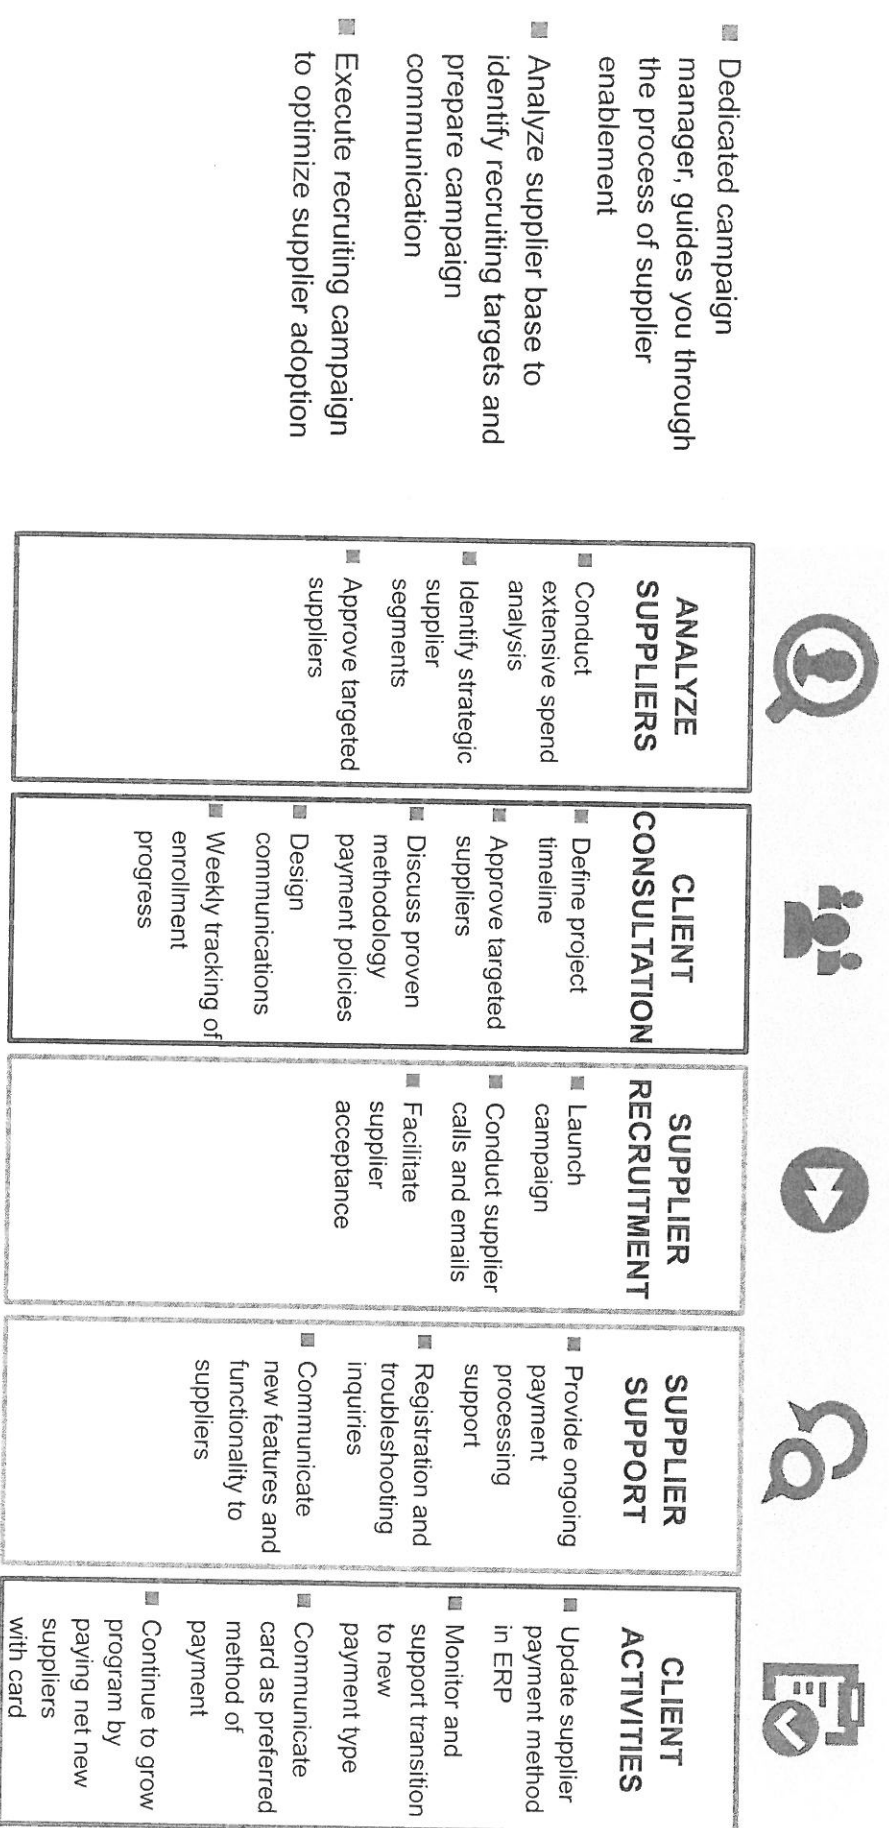 Dedicated campaign
manager, guides you through
the process of supplier
enablement
Analyze supplier base to
identify recruiting targets and
prepare campaign
communication
Execute recruiting campaign
to optimize supplier adoption
ANALYZE
SUPPLIERS
Conduct
extensive spend
analysis
Identify strategic
supplier
segments
Approve targeted
suppliers
CLIENT
CONSULTATION
Define project
timeline
Approve targeted
suppliers
Discuss proven
methodology
payment policies
Design
communications
Weekly tracking of
enrollment
progress
SUPPLIER
RECRUITMENT
Launch
campaign
Conduct supplier
calls and emails
Facilitate
supplier
acceptance
SUPPLIER
SUPPORT
Provide ongoing
payment
processing
support
Registration and
troubleshooting
inquiries
Communicate
new features and
functionality to
suppliers
CLIENT
ACTIVITIES
Update supplier
payment method
in ERP
Monitor and
support transition
to new
payment type
Communicate
card as preferred
method of
payment
Continue to grow
program by
paying net new
suppliers
with card